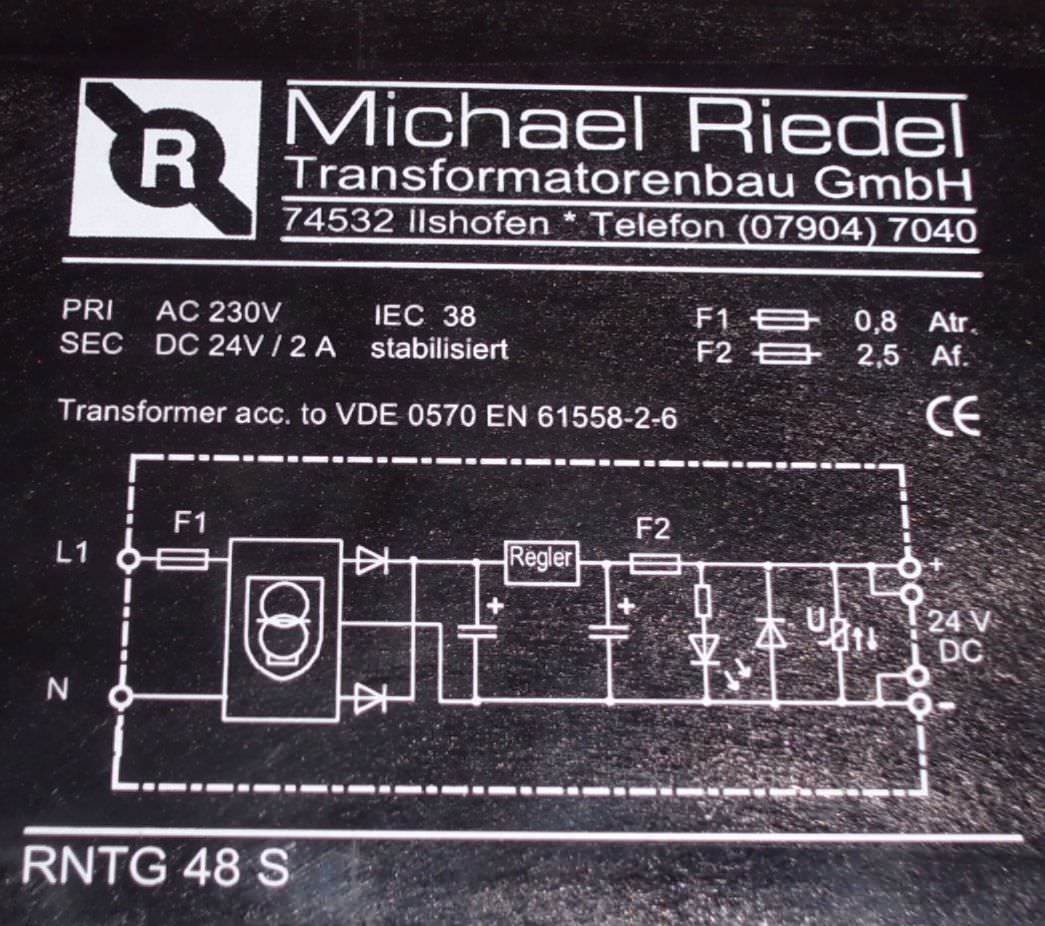 R
Michael Riedel
Transformatorenbau GmbH
74532 Ilshofen * Telefon (07904) 7040
PRI AC 230V IEC 38 F1 0,8 Atr.
SEC DC 24V / 2 A stabilisiert F2 2,5 Af.
Transformer acc. to VDE 0570 EN 61558-2-6 CE
F1
L1
Regler
F2
+
+
+
U
24 V
DC
N
-
RNTG 48 S